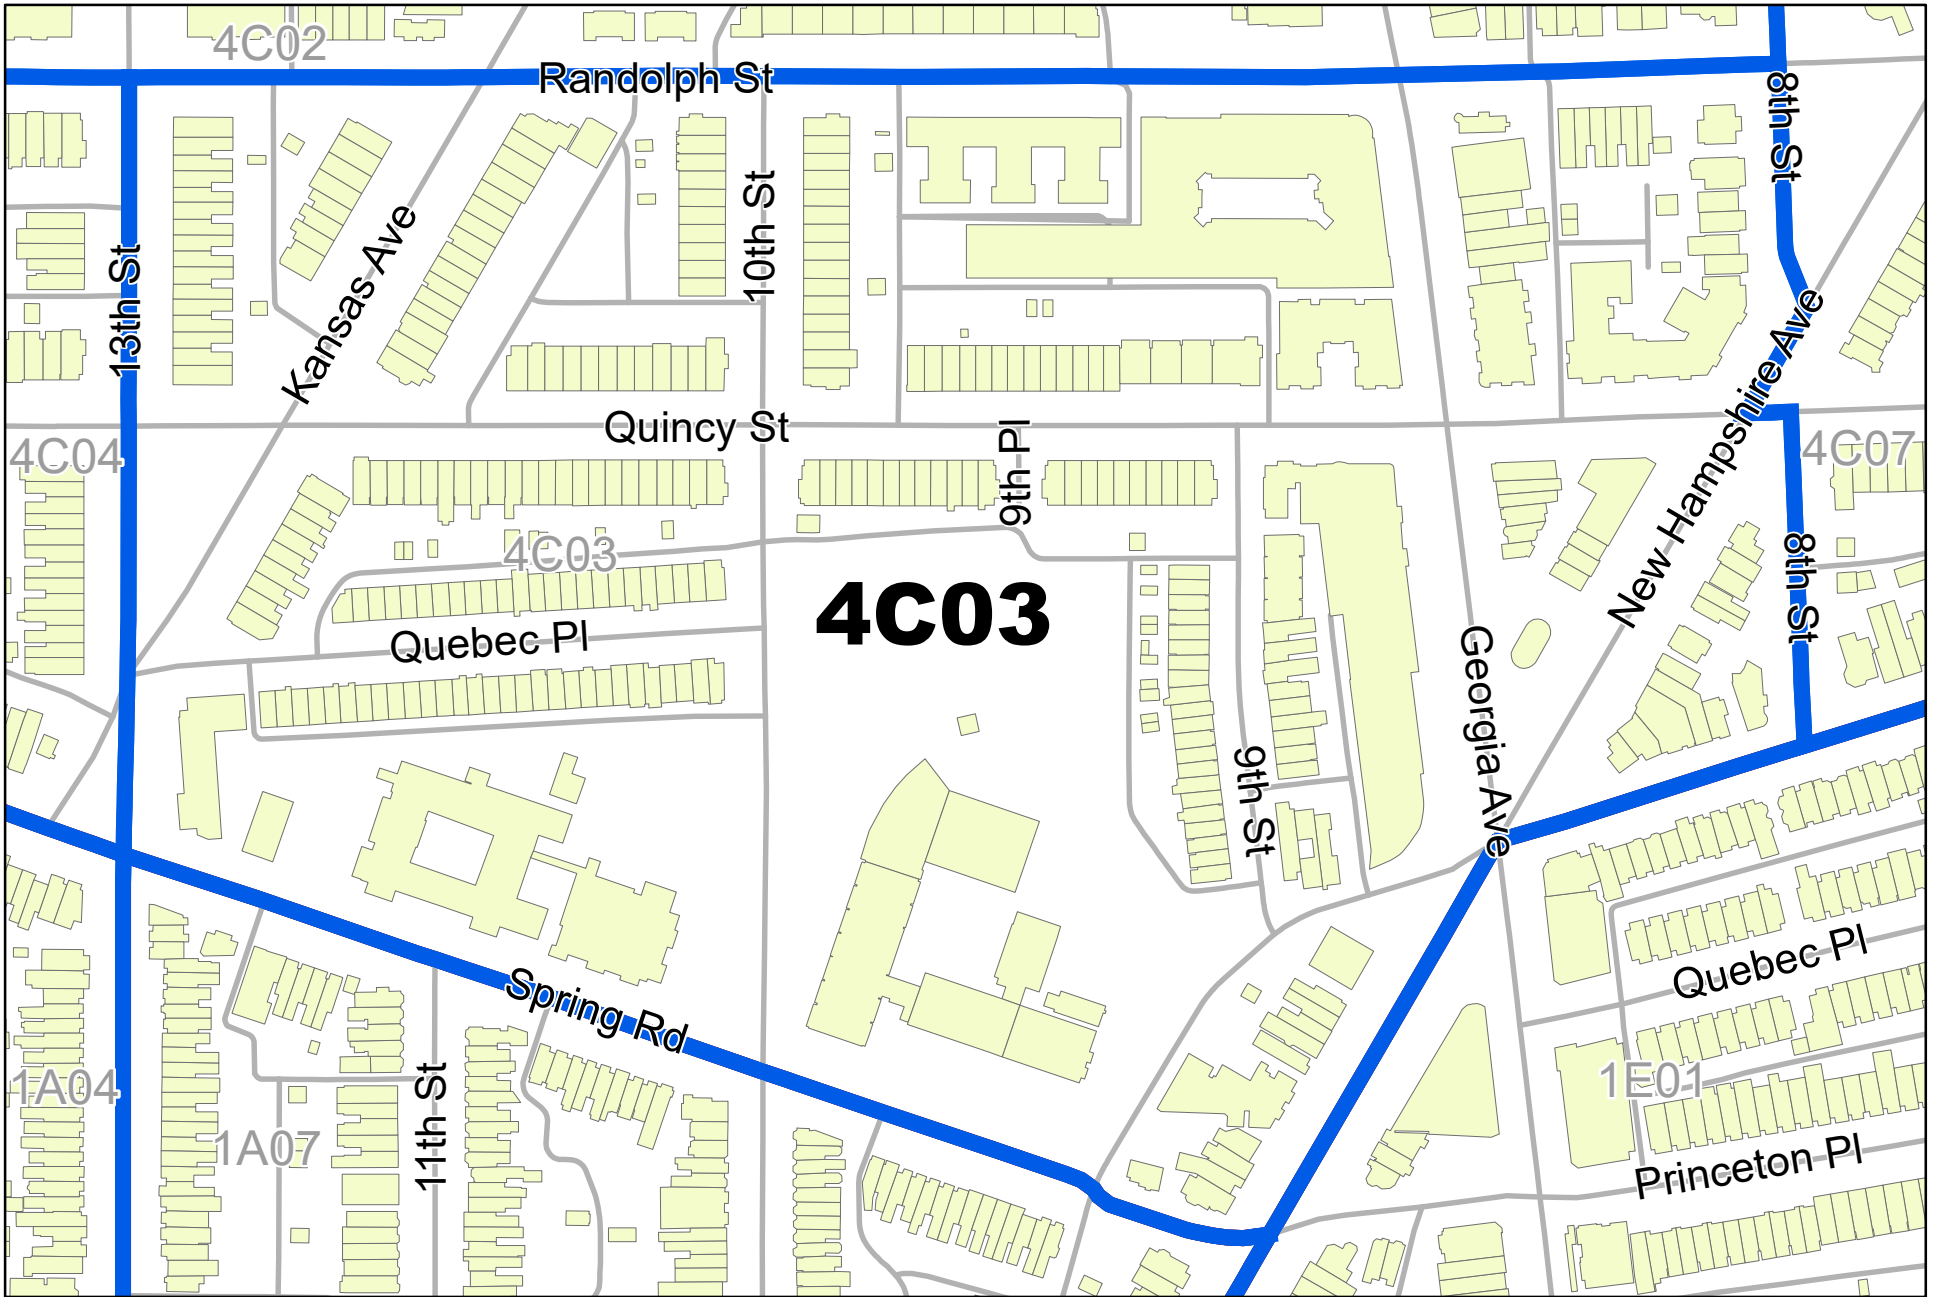 4C02
Randolph St
8th St
10th St
Kansas Ave
13th St
New Hampshire Ave
Quincy St
9th Pl
4C04
4C07
4C03
8th St
4C03
Quebec Pl
Georgia Ave
9th St
Quebec Pl
Spring Rd
1A04
11th St
1E01
1A07
Princeton Pl